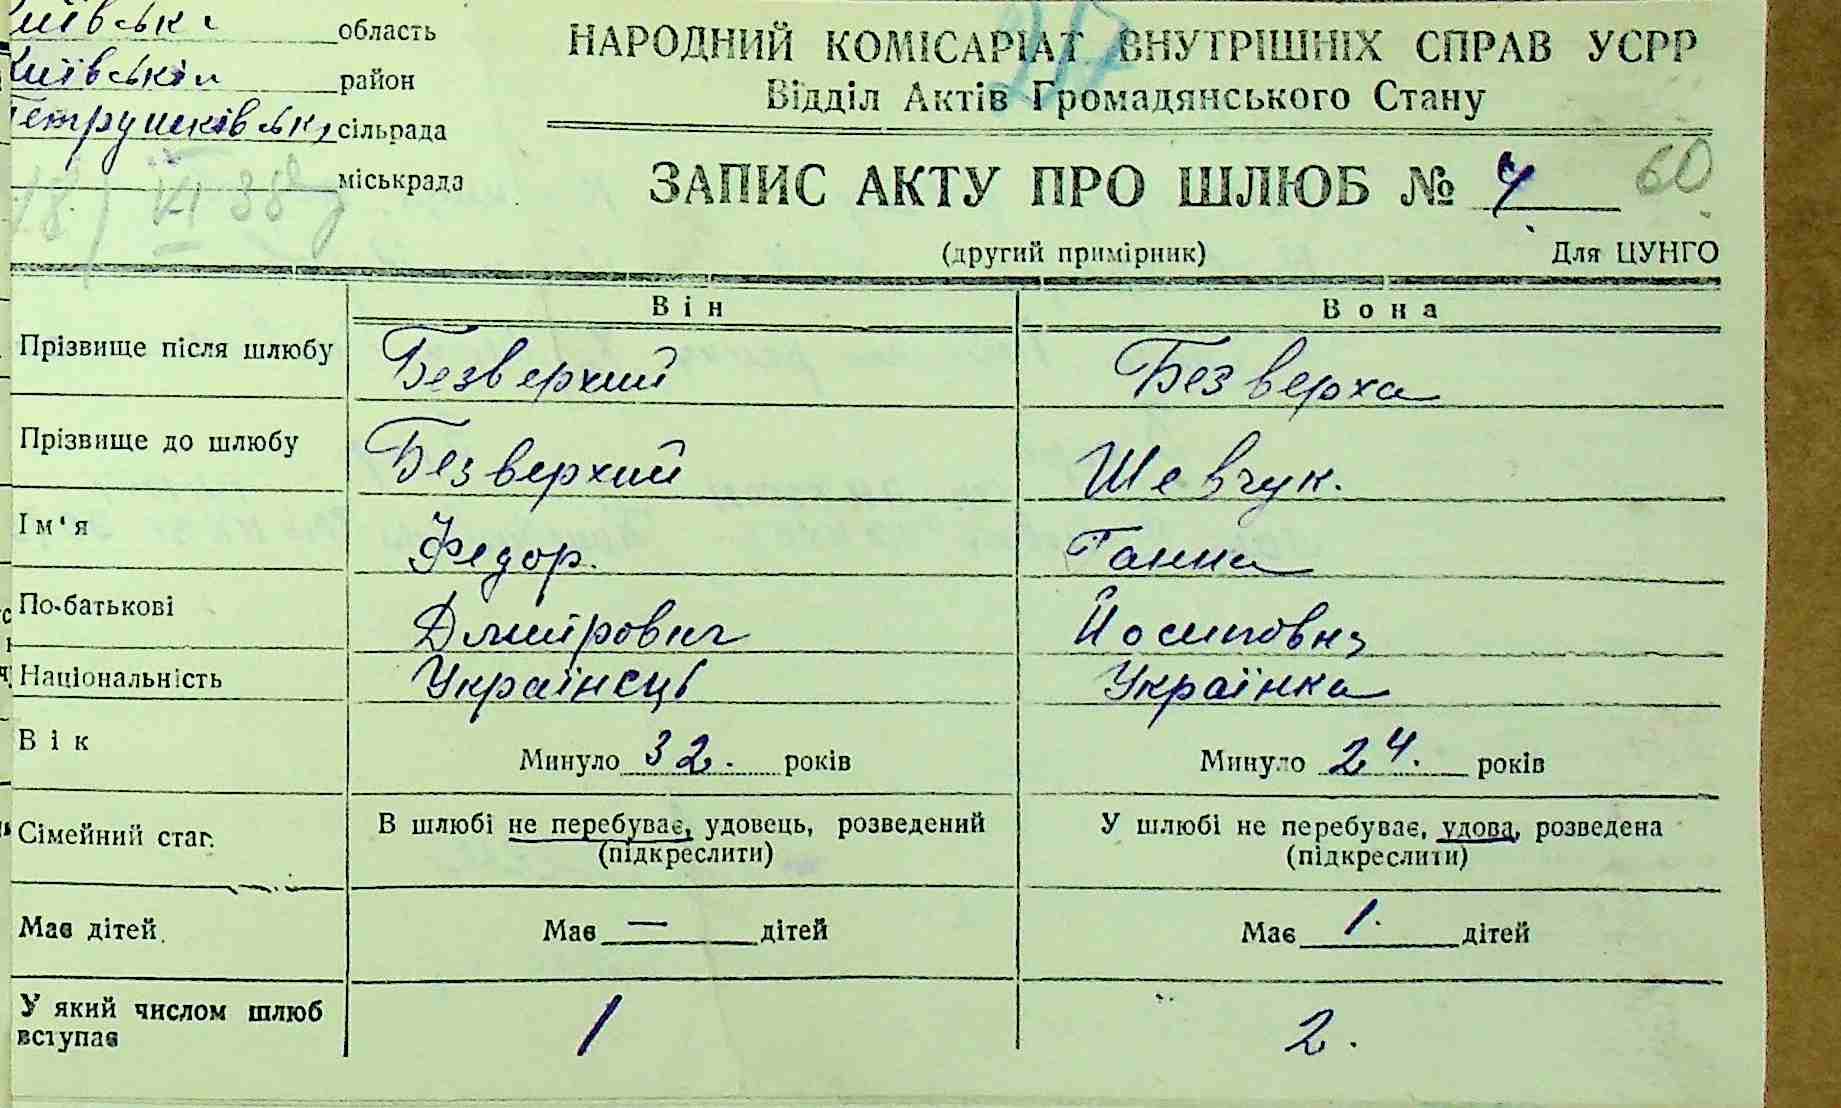 Київська область
Київський район
Петрушківська сільрада
міськрада
18) VI 38
217
НАРОДНИЙ КОМІСАРІАТ ВНУТРІШНІХ СПРАВ УСРР
Відділ Актів Громадянського Стану
ЗАПИС АКТУ ПРО ШЛЮБ № 4 60
(другий примірник) Для ЦУНГО
Він Вона
Прізвище після шлюбу Безверхий Безверха
Прізвище до шлюбу Безверхий Шевчук.
Ім'я Федор. Ганна
По-батькові Дмитрович Йосиповна
Національність Українець Українка
Вік Минуло 32. років Минуло 24. років
Сімейний стаг. В шлюбі не перебуває, удовець, розведений У шлюбі не перебуває, удова, розведена
(підкреслити) (підкреслити)
Має дітей. Має — дітей Має 1. дітей
У який числом шлюб
вступає 1 2.